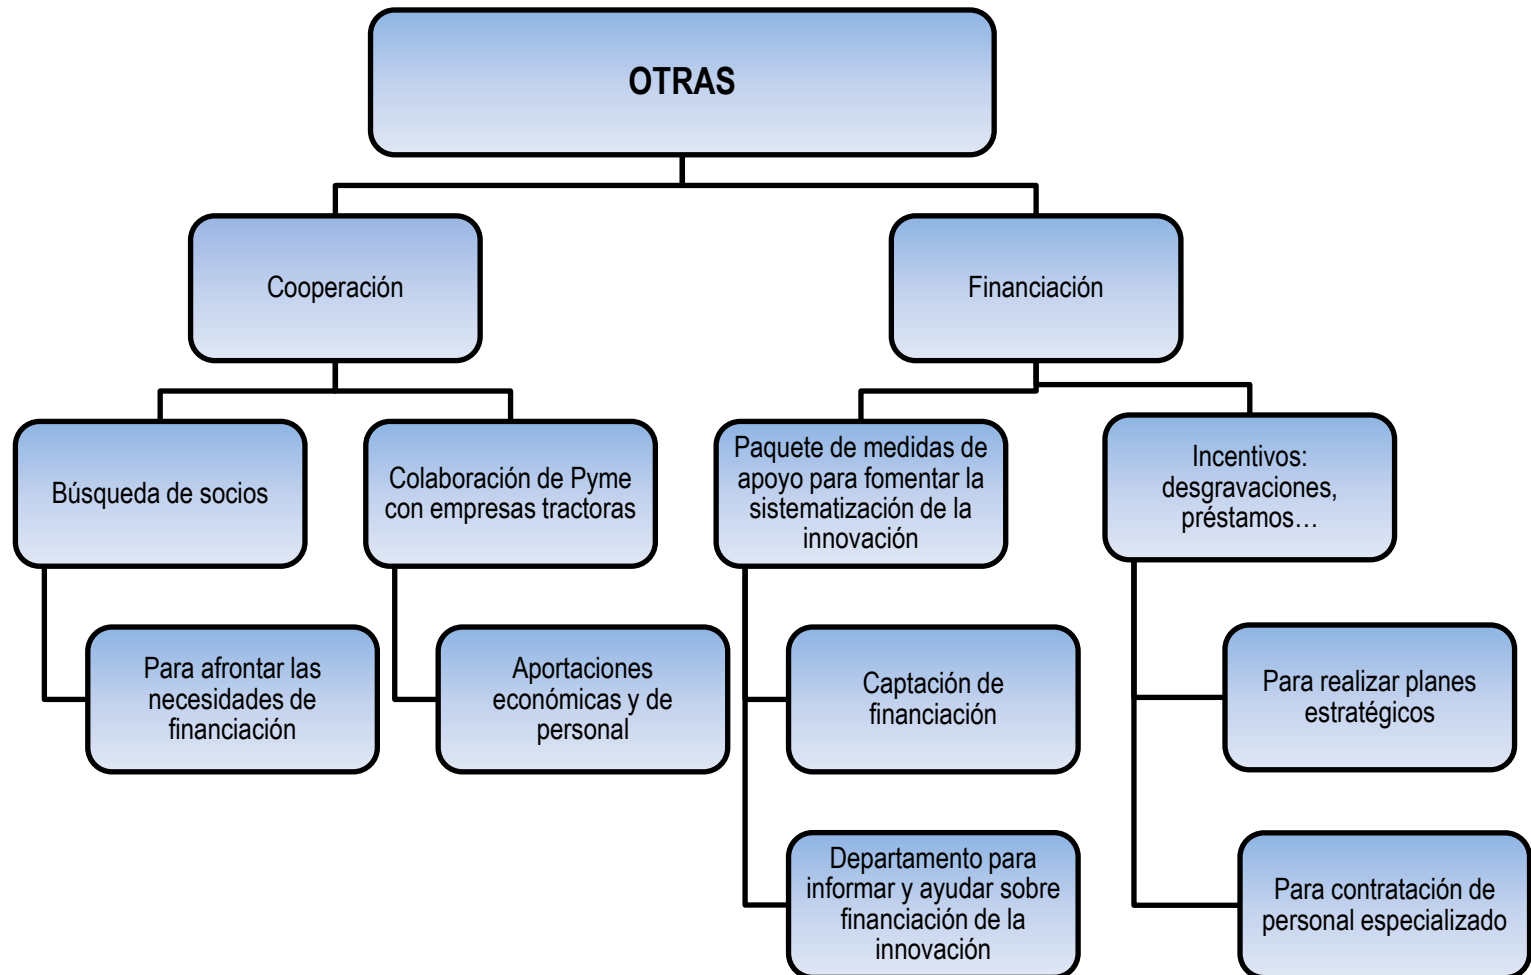 OTRAS
Cooperación
Financiación
Búsqueda de socios
Colaboración de Pyme
con empresas tractoras
Paquete de medidas de
apoyo para fomentar la
sistematización de la
innovación
Incentivos:
desgravaciones,
préstamos…
Para afrontar las
necesidades de
financiación
Aportaciones
económicas y de
personal
Captación de
financiación
Para realizar planes
estratégicos
Departamento para
informar y ayudar sobre
financiación de la
innovación
Para contratación de
personal especializado